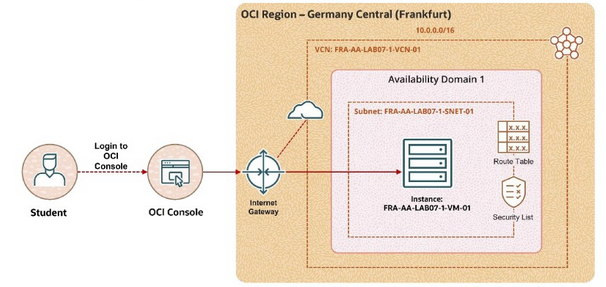 OCI Region – Germany Central (Frankfurt)
10.0.0.0/16
VCN: FRA-AA-LAB07-1-VCN-01
Availability Domain 1
Subnet: FRA-AA-LAB07-1-SNET-01
Login to
OCI
Console
X.X.X.
X.X.X.
X.X.X.
Route Table
Student
OCI Console
Internet
Gateway
Instance:
FRA-AA-LAB07-1-VM-01
Security List